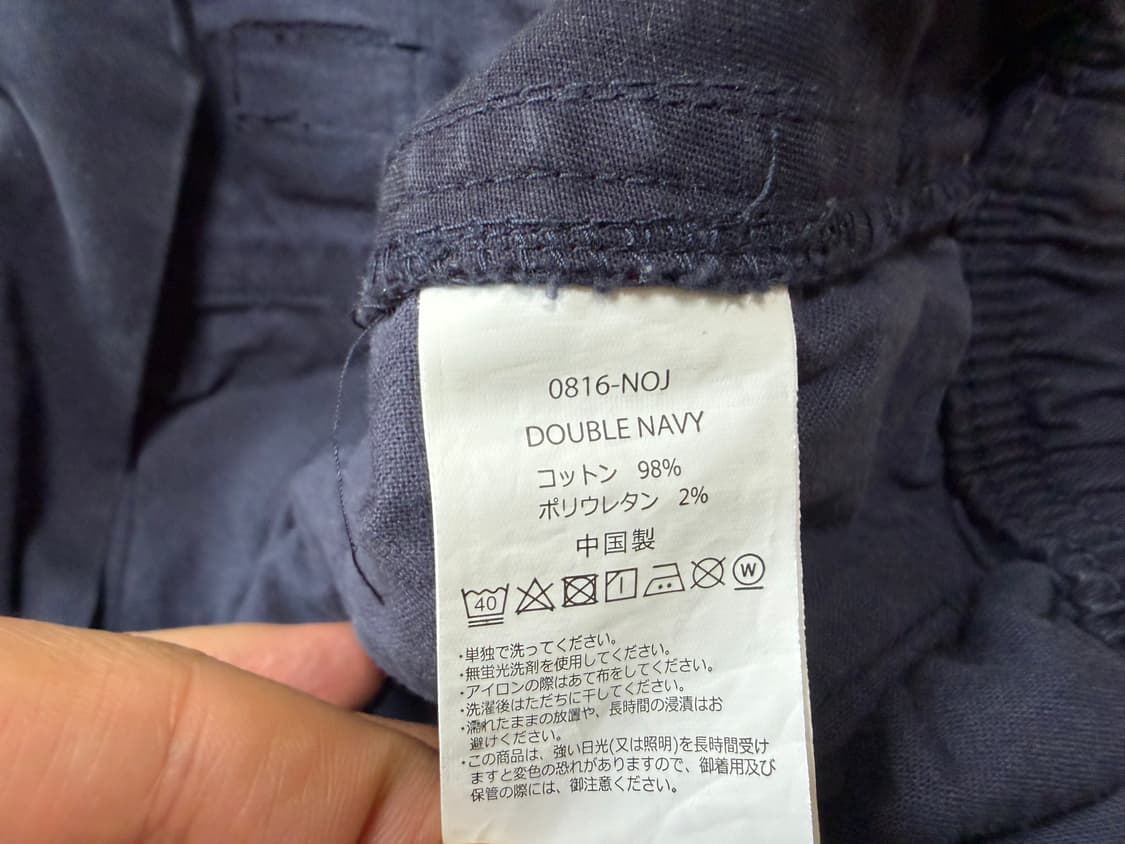 0816-NOJ
DOUBLE NAVY
コットン 98%
ポリウレタン 2%
中国製
40 W
・単独で洗ってください。
・無蛍光洗剤を使用してください。
・アイロンの際はあて布をしてください。
・洗濯後はただちに干してください。
・濡れたままの放置や、長時間の浸漬はお
避けください。
・この商品は、強い日光(又は照明)を長時間受け
ますと変色の恐れがありますので、御着用及び
保管の際には、御注意ください。